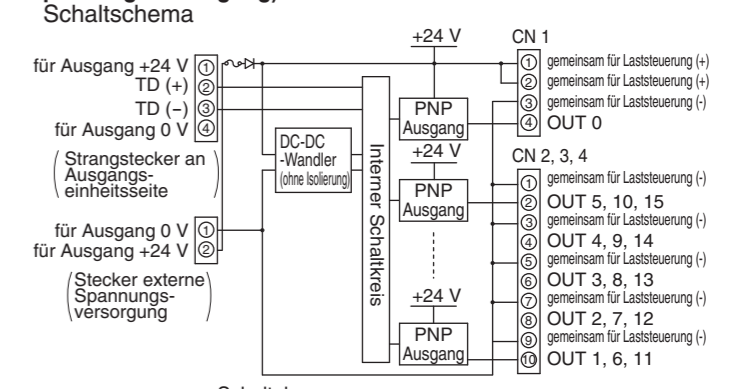 Schaltschema
für Ausgang +24 V ①
TD (+) ②
TD (−) ③
für Ausgang 0 V ④
(Strangstecker an
Ausgangs-
einheitsseite)
für Ausgang 0 V ①
für Ausgang +24 V ②
(Stecker externe
Spannungs-
versorgung)
DC-DC
-Wandler
(ohne Isolierung)
Interner Schaltkreis
+24 V
PNP
Ausgang
+24 V
PNP
Ausgang
+24 V
PNP
Ausgang
CN 1
① gemeinsam für Laststeuerung (+)
② gemeinsam für Laststeuerung (+)
③ gemeinsam für Laststeuerung (-)
④ OUT 0
CN 2, 3, 4
① gemeinsam für Laststeuerung (-)
② OUT 5, 10, 15
③ gemeinsam für Laststeuerung (-)
④ OUT 4, 9, 14
⑤ gemeinsam für Laststeuerung (-)
⑥ OUT 3, 8, 13
⑦ gemeinsam für Laststeuerung (-)
⑧ OUT 2, 7, 12
⑨ gemeinsam für Laststeuerung (-)
⑩ OUT 1, 6, 11